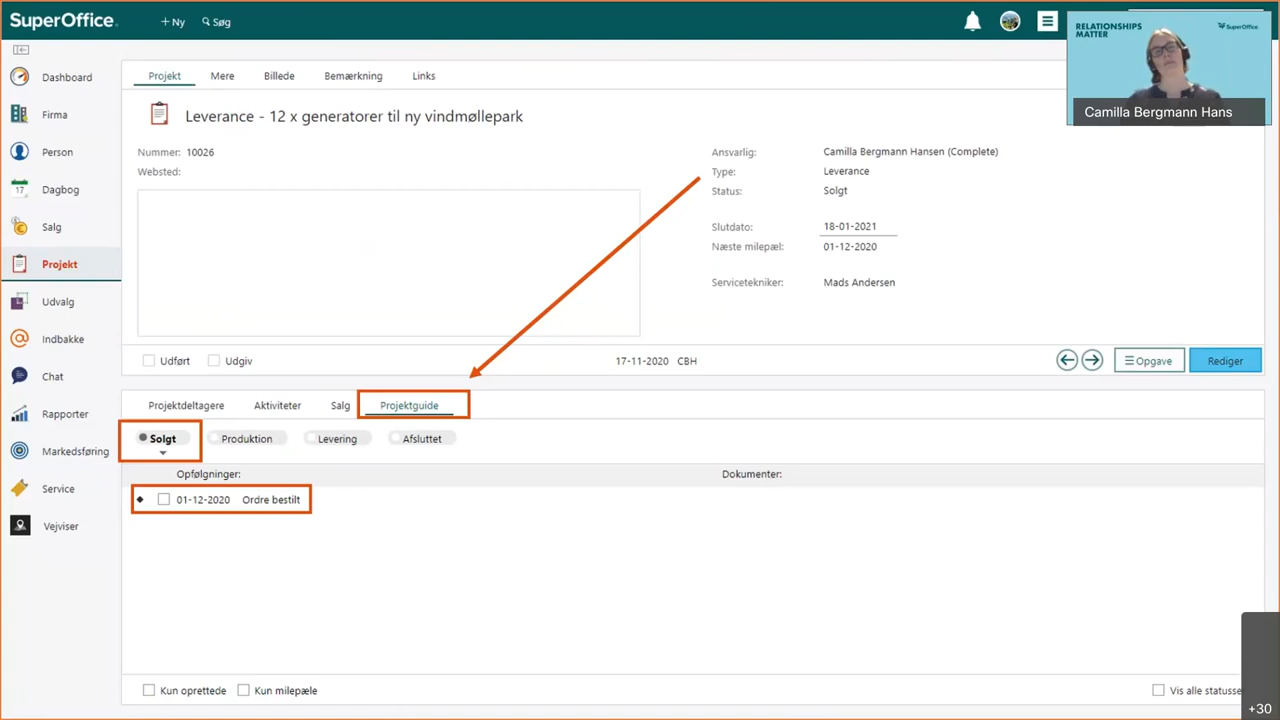 SuperOffice
Ny
Søg
RELATIONSHIPS
MATTER
SuperOffice
Camilla Bergmann Hans
Dashboard
Firma
Person
17
Dagbog
Salg
Projekt
Udvalg
Indbakke
Chat
Rapporter
Markedsføring
Service
Vejviser
Projekt Mere Billede Bemærkning Links
Leverance - 12 x generatorer til ny vindmøllepark
Nummer: 10026
Websted:
Ansvarlig: Camilla Bergmann Hansen (Complete)
Type: Leverance
Status: Solgt
Slutdato: 18-01-2021
Næste milepæl: 01-12-2020
Servicetekniker: Mads Andersen
Udført Udgiv 17-11-2020 CBH Opgave Rediger
Projektdeltagere Aktiviteter Salg Projektguide
Solgt Produktion Levering Afsluttet
Opfølgninger: Dokumenter:
01-12-2020 Ordre bestilt
Kun oprettede Kun milepæle Vis alle statusse
+30